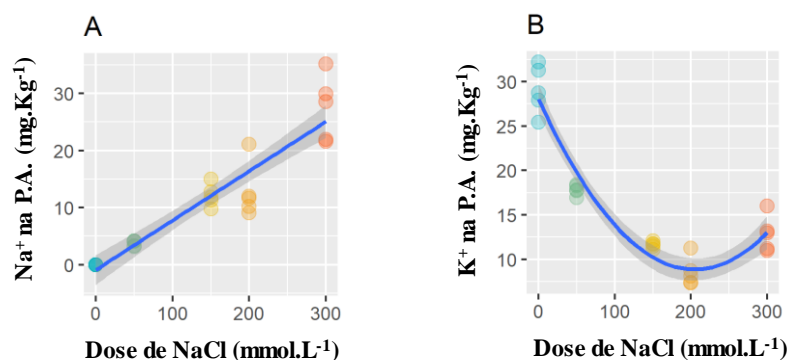 A
Na⁺ na P.A. (mg.Kg⁻¹)
30
20
10
0
0
100
200
300
Dose de NaCl (mmol.L⁻¹)
B
K⁺ na P.A. (mg.Kg⁻¹)
30
25
20
15
10
0
100
200
300
Dose de NaCl (mmol.L⁻¹)